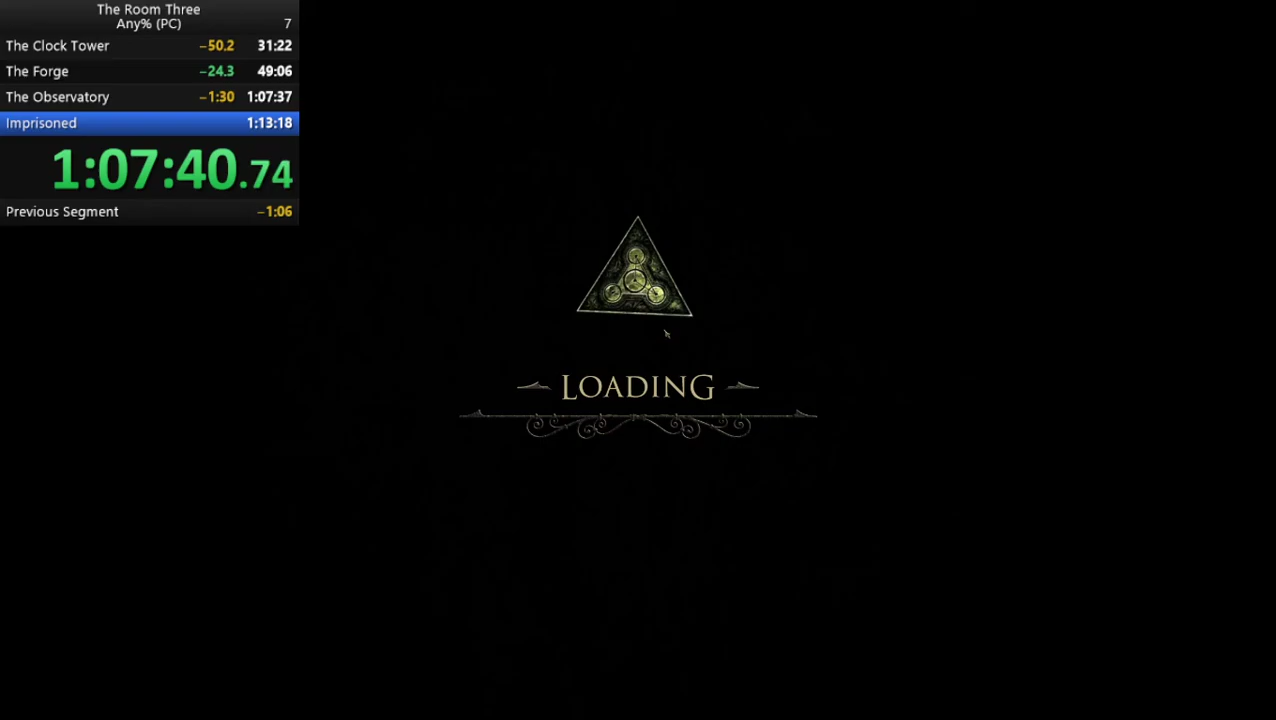 The Room Three
Any% (PC) 7
The Clock Tower −50.2 31:22
The Forge −24.3 49:06
The Observatory −1:30 1:07:37
Imprisoned 1:13:18
1:07:40.74
Previous Segment −1:06
LOADING